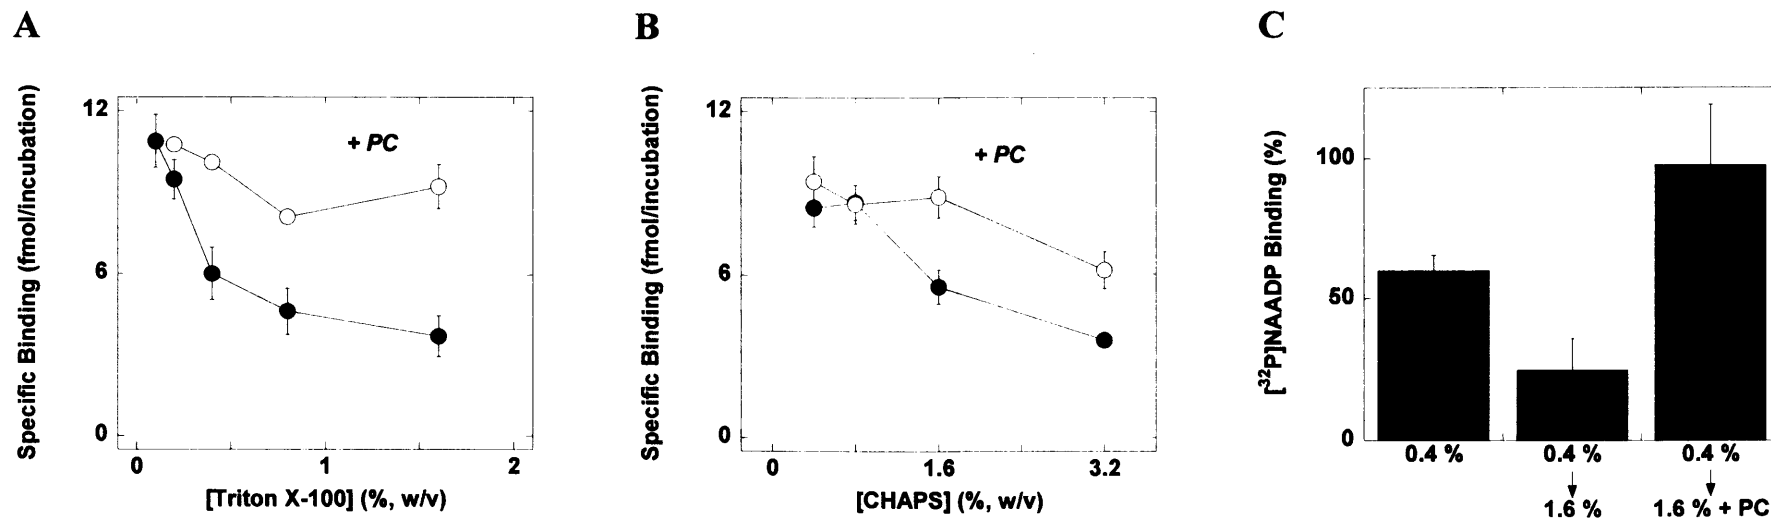 A
Specific Binding (fmol/incubation)
12
6
0
+ PC
0
1
2
[Triton X-100] (%, w/v)
B
Specific Binding (fmol/incubation)
12
6
0
+ PC
0
1.6
3.2
[CHAPS] (%, w/v)
C
[³²P]NAADP Binding (%)
100
50
0
0.4 %
0.4 %
0.4 %
1.6 %
1.6 % + PC